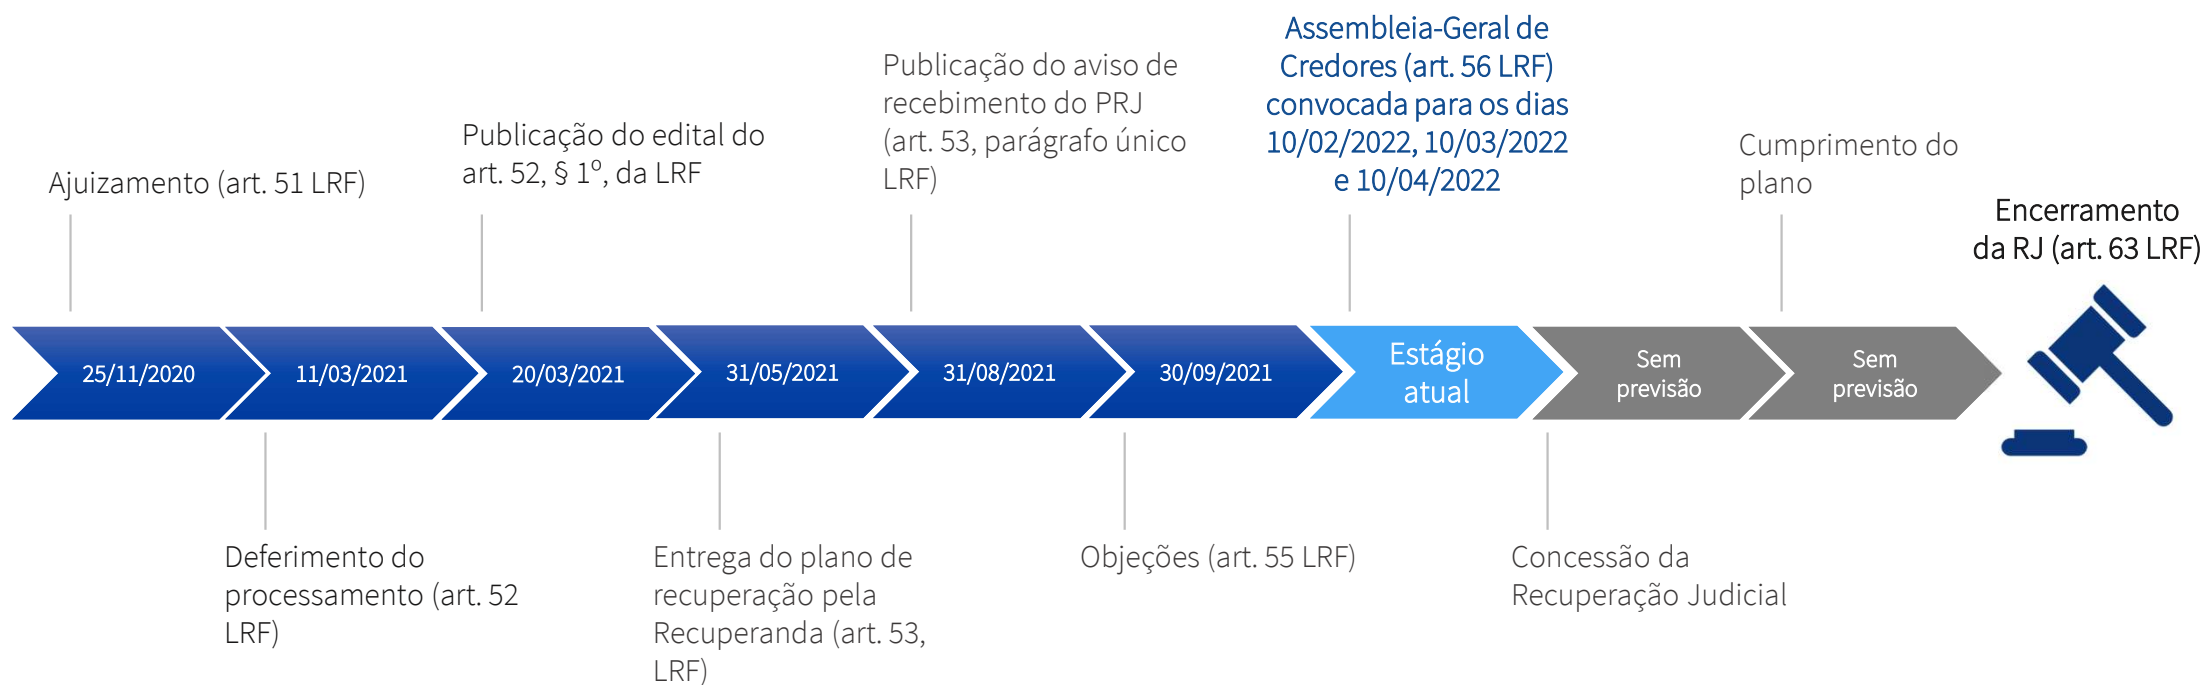 Ajuizamento (art. 51 LRF)
Publicação do edital do
art. 52, § 1º, da LRF
Publicação do aviso de
recebimento do PRJ
(art. 53, parágrafo único
LRF)
Assembleia-Geral de
Credores (art. 56 LRF)
convocada para os dias
10/02/2022, 10/03/2022
e 10/04/2022
Cumprimento do
plano
Encerramento
da RJ (art. 63 LRF)
25/11/2020
11/03/2021
20/03/2021
31/05/2021
31/08/2021
30/09/2021
Estágio
atual
Sem
previsão
Sem
previsão
Deferimento do
processamento (art. 52
LRF)
Entrega do plano de
recuperação pela
Recuperanda (art. 53,
LRF)
Objeções (art. 55 LRF)
Concessão da
Recuperação Judicial